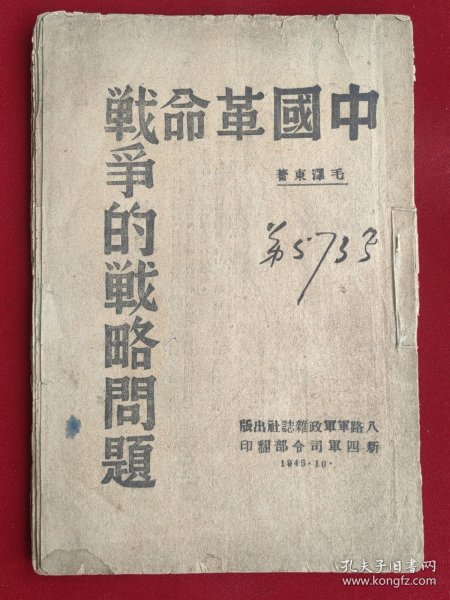 中國革命
戰爭的戰略問題
毛澤東著
第5735
八路軍軍政雜誌社出版
新四軍司令部翻印
1945.10.
孔夫子旧书网
www.kongfz.com